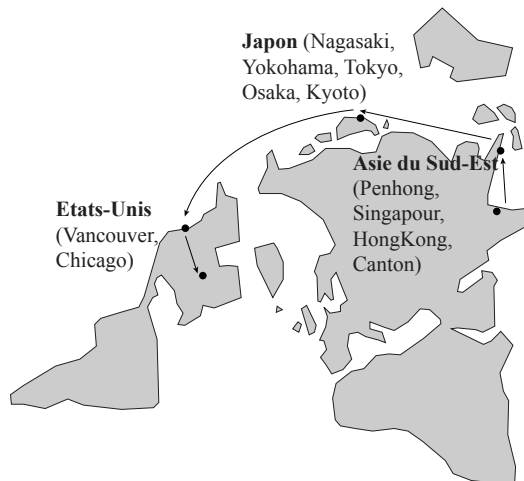 Japon (Nagasaki,
Yokohama, Tokyo,
Osaka, Kyoto)
Asie du Sud-Est
(Penhong,
Singapour,
HongKong,
Canton)
Etats-Unis
(Vancouver,
Chicago)